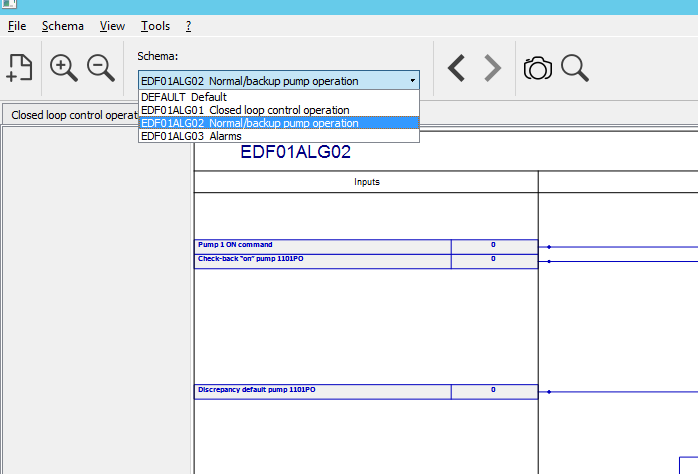 File Schema View Tools ?
Schema:
EDF01ALG02 Normal/backup pump operation
DEFAULT Default
EDF01ALG01 Closed loop control operation
EDF01ALG02 Normal/backup pump operation
EDF01ALG03 Alarms
Closed loop control operat
EDF01ALG02
Inputs
Pump 1 ON command 0
Check-back "on" pump 1101PO 0
Discrepancy default pump 1101PO 0